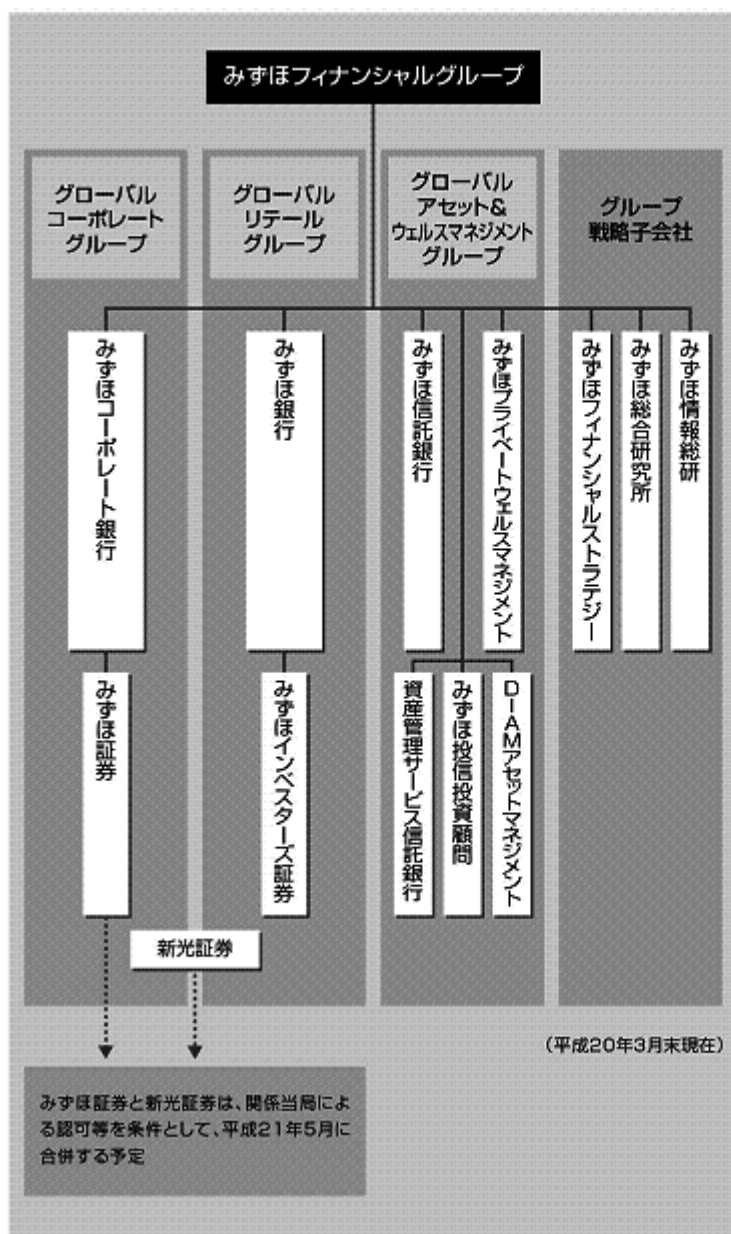 みずほフィナンシャルグループ
グローバル
コーポレート
グループ
グローバル
リテール
グループ
グローバル
アセット&
ウェルスマネジメント
グループ
グループ
戦略子会社
みずほコーポレート銀行
みずほ銀行
みずほ信託銀行
みずほプライベートウェルスマネジメント
みずほフィナンシャルストラテジー
みずほ総合研究所
みずほ情報総研
みずほ証券
みずほインベスターズ証券
資産管理サービス信託銀行
みずほ投信投資顧問
DIAMアセットマネジメント
新光証券
(平成20年3月末現在)
みずほ証券と新光証券は、関係当局によ
る認可等を条件として、平成21年5月に
合併する予定